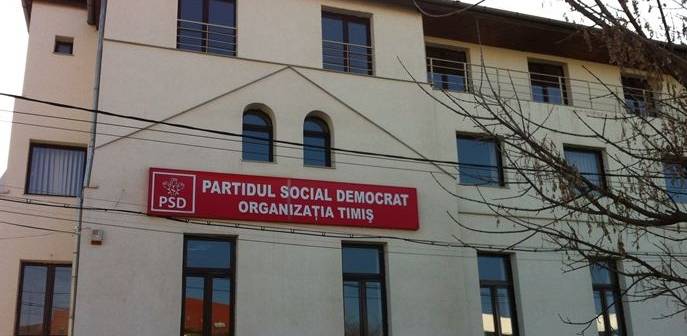 PSD
PARTIDUL SOCIAL DEMOCRAT
ORGANIZAȚIA TIMIȘ